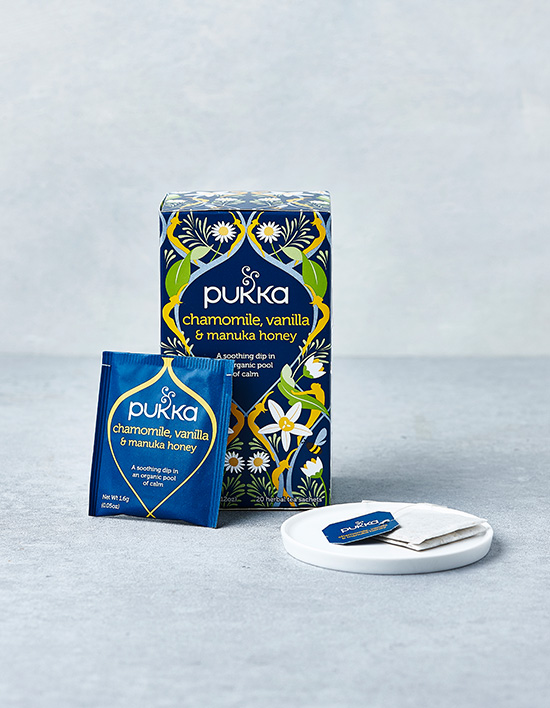 pukka
chamomile, vanilla
& manuka honey
A soothing dip in
organic pool
of calm
20 herbal tea sachets
pukka
chamomile, vanilla
& manuka honey
A soothing dip in
an organic pool
of calm
Net Wt 1.6g
(0.05oz)
pukka